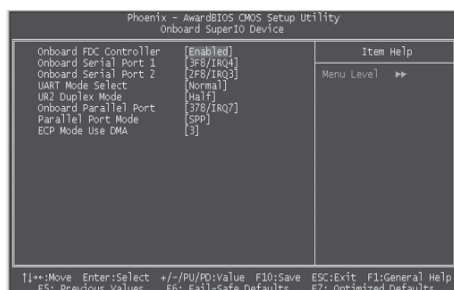 Phoenix - AwardBIOS CMOS Setup Utility
Onboard SuperIO Device
Onboard FDC Controller [Enabled]
Onboard Serial Port 1 [3F8/IRQ4]
Onboard Serial Port 2 [2F8/IRQ3]
UART Mode Select [Normal]
UR2 Duplex Mode [Half]
Onboard Parallel Port [378/IRQ7]
Parallel Port Mode [SPP]
ECP Mode Use DMA [3]
Item Help
Menu Level ►►
↑↓←→:Move Enter:Select +/-/PU/PD:Value F10:Save ESC:Exit F1:General Help
F5: Previous Values F6: Fail-Safe Defaults F7: Optimized Defaults